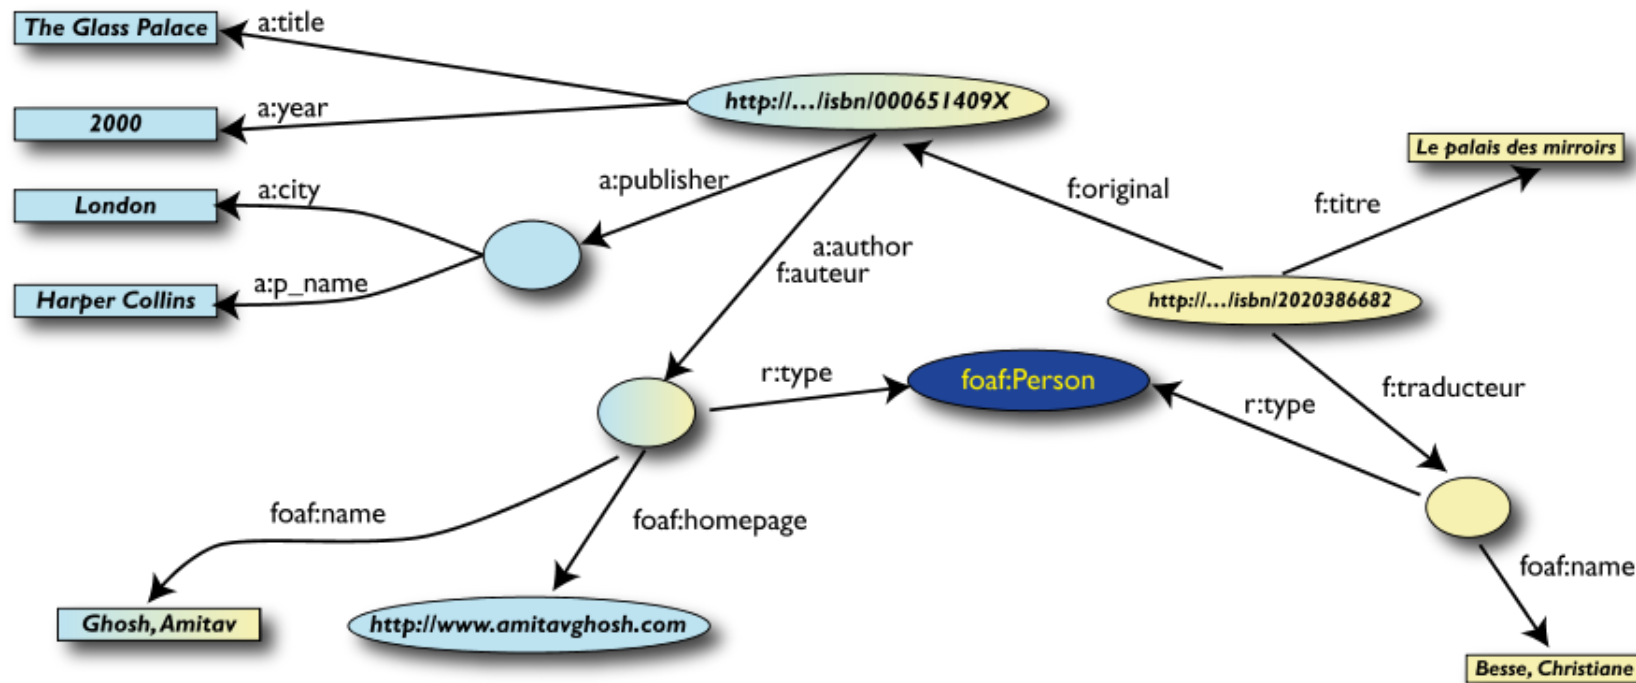 The Glass Palace
a:title
http://…/isbn/000651409X
a:year
2000
Le palais des mirroirs
a:publisher
f:original
a:city
London
f:titre
a:author
f:auteur
a:p_name
Harper Collins
http://…/isbn/2020386682
r:type
foaf:Person
f:traducteur
r:type
foaf:name
foaf:homepage
foaf:name
Ghosh, Amitav
http://www.amitavghosh.com
Besse, Christiane